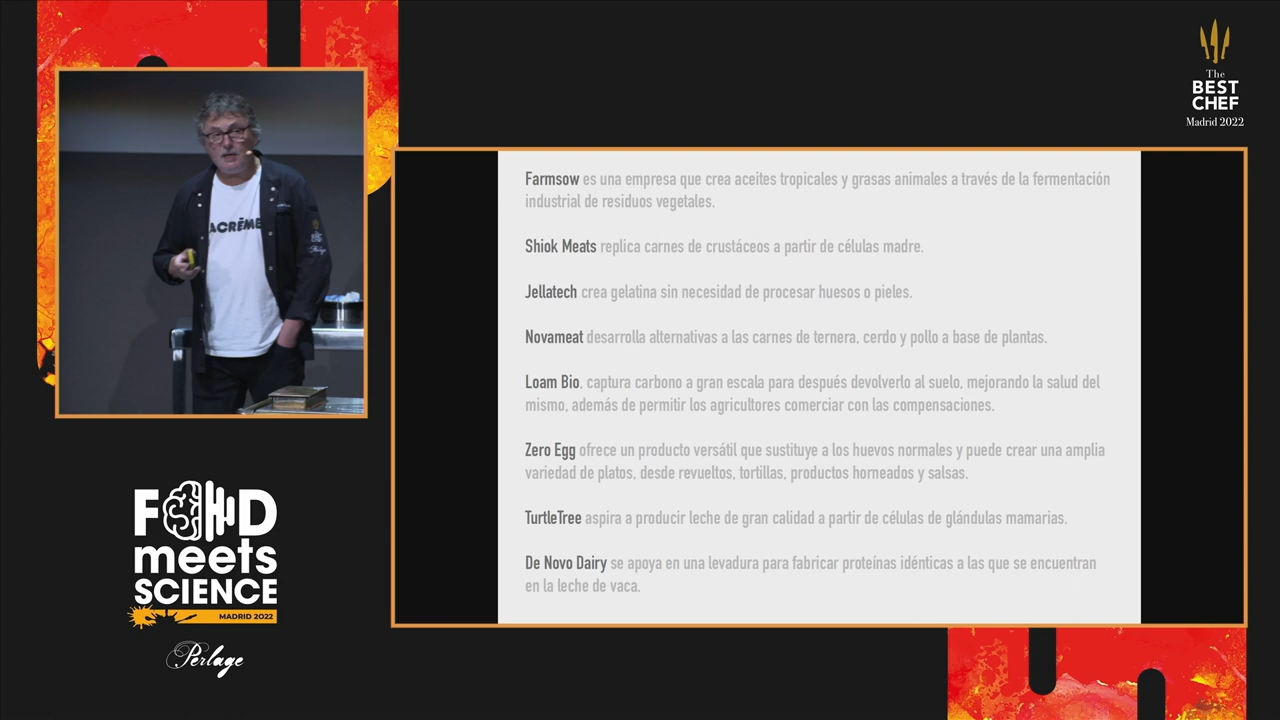 The
BEST
CHEF
Madrid 2022
ACRÈME
Perlage
Farmsow es una empresa que crea aceites tropicales y grasas animales a través de la fermentación
industrial de residuos vegetales.
Shiok Meats replica carnes de crustáceos a partir de células madre.
Jellatech crea gelatina sin necesidad de procesar huesos o pieles.
Novameat desarrolla alternativas a las carnes de ternera, cerdo y pollo a base de plantas.
Loam Bio, captura carbono a gran escala para después devolverlo al suelo, mejorando la salud del
mismo, además de permitir los agricultores comerciar con las compensaciones.
Zero Egg ofrece un producto versátil que sustituye a los huevos normales y puede crear una amplia
variedad de platos, desde revueltos, tortillas, productos horneados y salsas.
TurtleTree aspira a producir leche de gran calidad a partir de células de glándulas mamarias.
De Novo Dairy se apoya en una levadura para fabricar proteínas idénticas a las que se encuentran
en la leche de vaca.
FOOD
meets
SCIENCE
MADRID 2022
Perlage